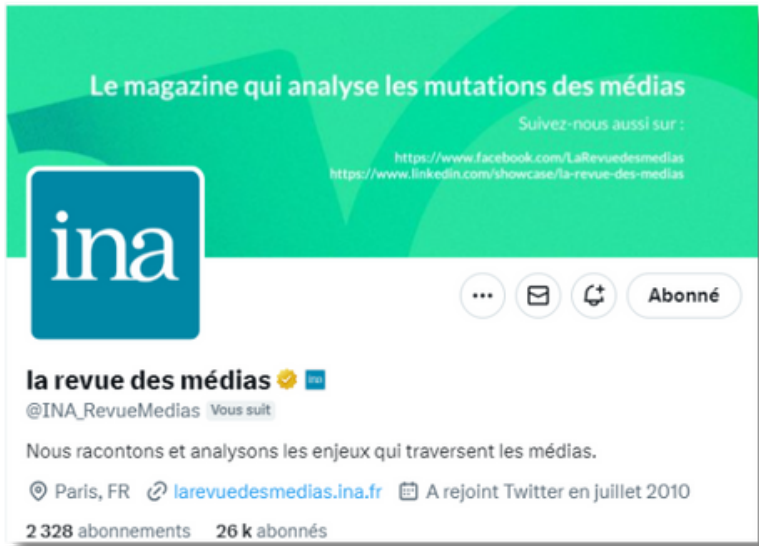 Le magazine qui analyse les mutations des médias
Suivez-nous aussi sur :
https://www.facebook.com/LaRevuedesmedias
https://www.linkedin.com/showcase/la-revue-des-medias
ina
Abonné
la revue des médias ina
@INA_RevueMedias Vous suit
Nous racontons et analysons les enjeux qui traversent les médias.
Paris, FR larevuedesmedias.ina.fr A rejoint Twitter en juillet 2010
2 328 abonnements 26 k abonnés